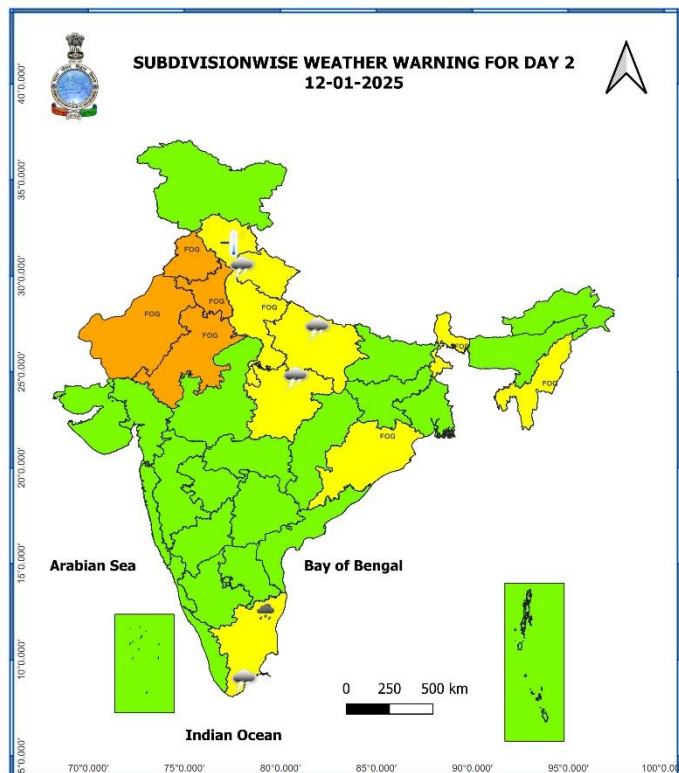 SUBDIVISIONWISE WEATHER WARNING FOR DAY 2
12-01-2025
40°0.000'
35°0.000'
30°0.000'
25°0.000'
20°0.000'
15°0.000'
10°0.000'
5°0.000'
FOG
FOG
FOG
FOG
FOG
FOG
FOG
FOG
Arabian Sea
Bay of Bengal
0 250 500 km
Indian Ocean
70°0.000' 75°0.000' 80°0.000' 85°0.000' 90°0.000' 95°0.000' 100°0.00